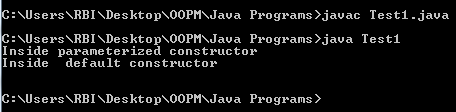 C:\Users\RBI\Desktop\OOPM\Java Programs>javac Test1.java
C:\Users\RBI\Desktop\OOPM\Java Programs>java Test1
Inside parameterized constructor
Inside  default constructor
C:\Users\RBI\Desktop\OOPM\Java Programs>